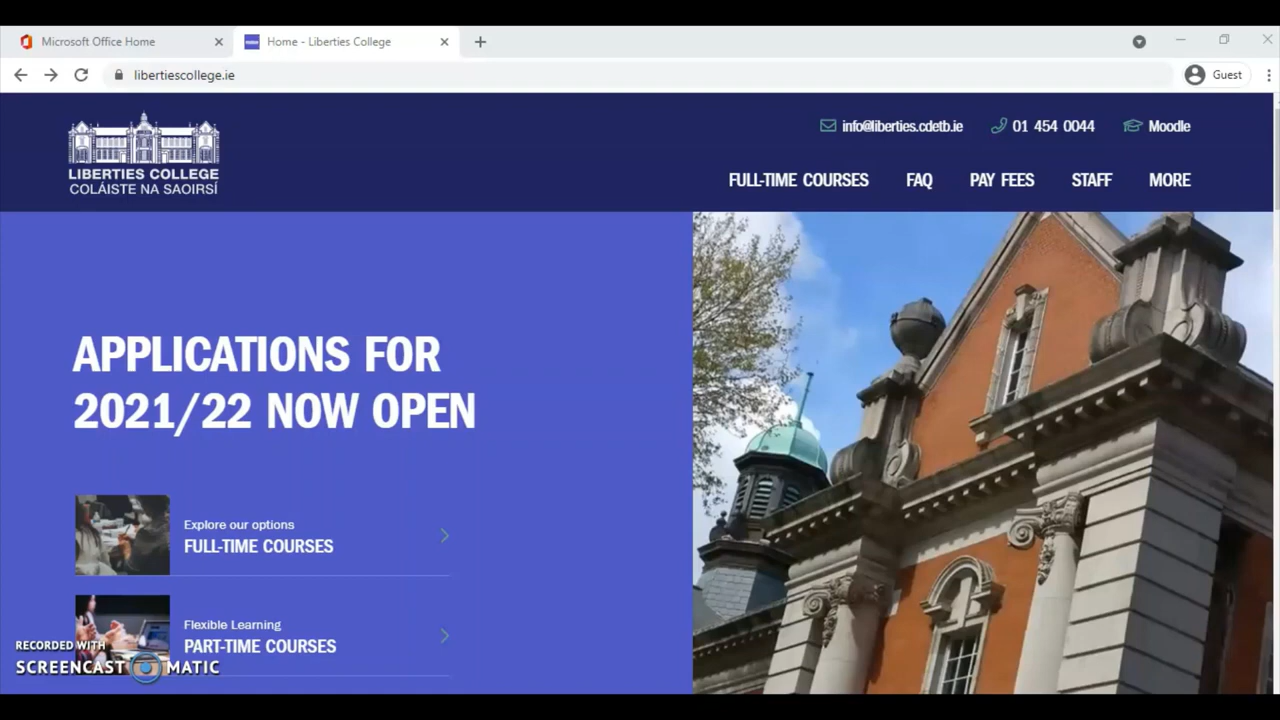 Microsoft Office Home
Home - Liberties College
libertiescollege.ie
Guest
LIBERTIES COLLEGE
COLÁISTE NA SAOIRSÍ
info@liberties.cdetb.ie
01 454 0044
Moodle
FULL-TIME COURSES
FAQ
PAY FEES
STAFF
MORE
APPLICATIONS FOR
2021/22 NOW OPEN
Explore our options
FULL-TIME COURSES
Flexible Learning
PART-TIME COURSES
RECORDED WITH
SCREENCAST MATIC